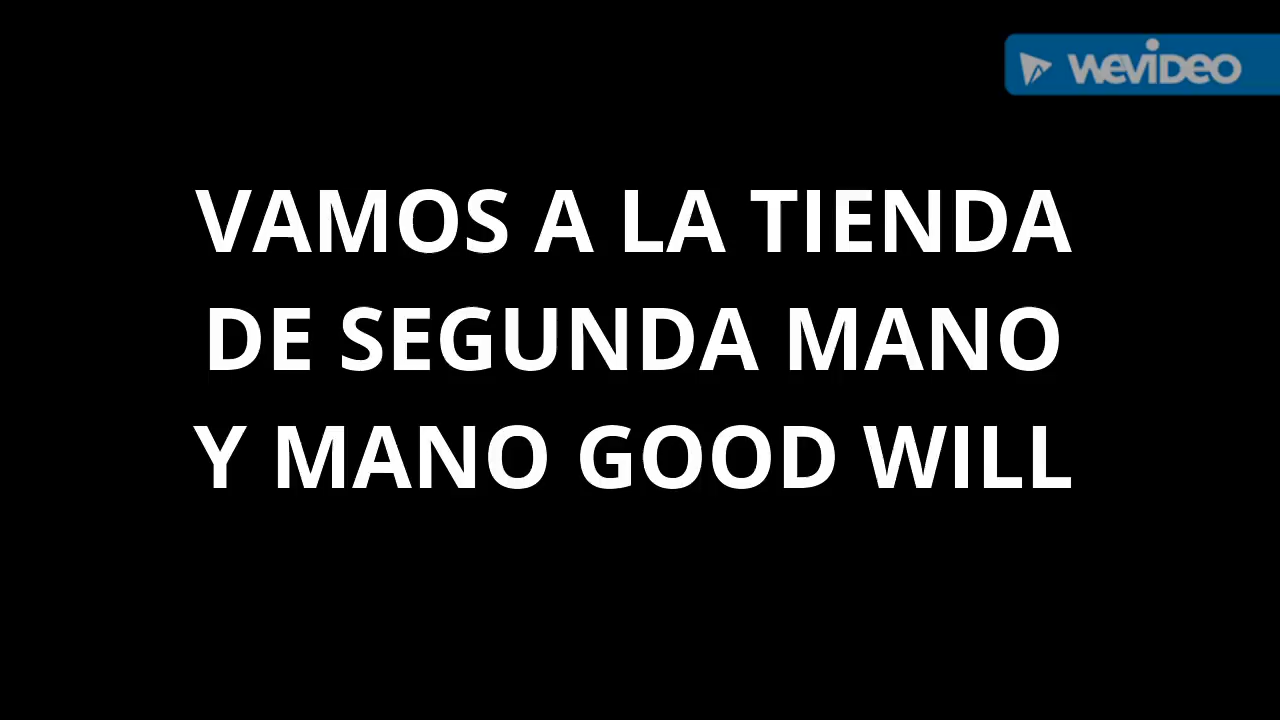 WEVIDEO
VAMOS A LA TIENDA
DE SEGUNDA MANO
Y MANO GOOD WILL